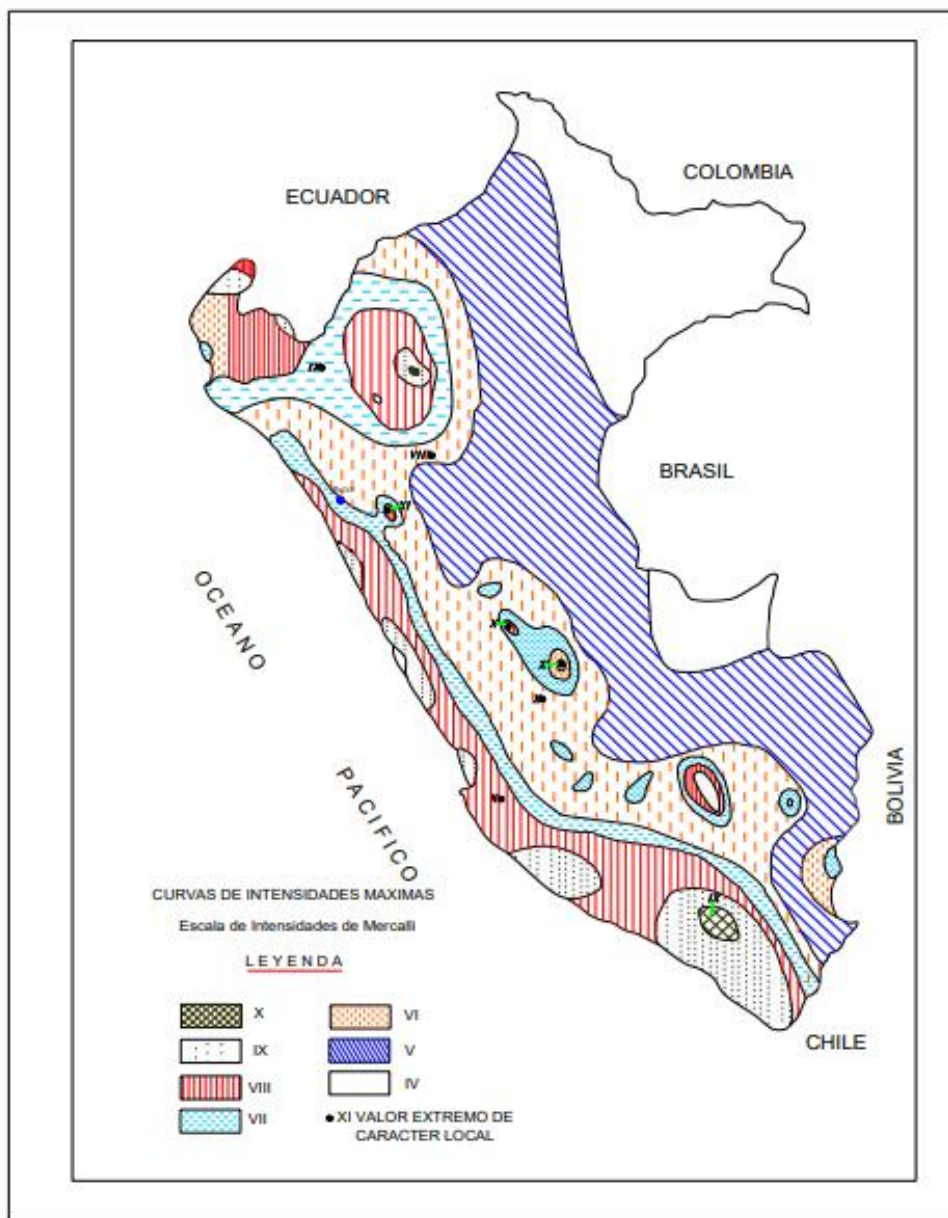 COLOMBIA
ECUADOR
BRASIL
OCEANO
PACIFICO
BOLIVIA
CHILE
CURVAS DE INTENSIDADES MAXIMAS
Escala de Intensidades de Mercalli
LEYENDA
X
IX
VIII
VII
VI
V
IV
XI VALOR EXTREMO DE
CARACTER LOCAL